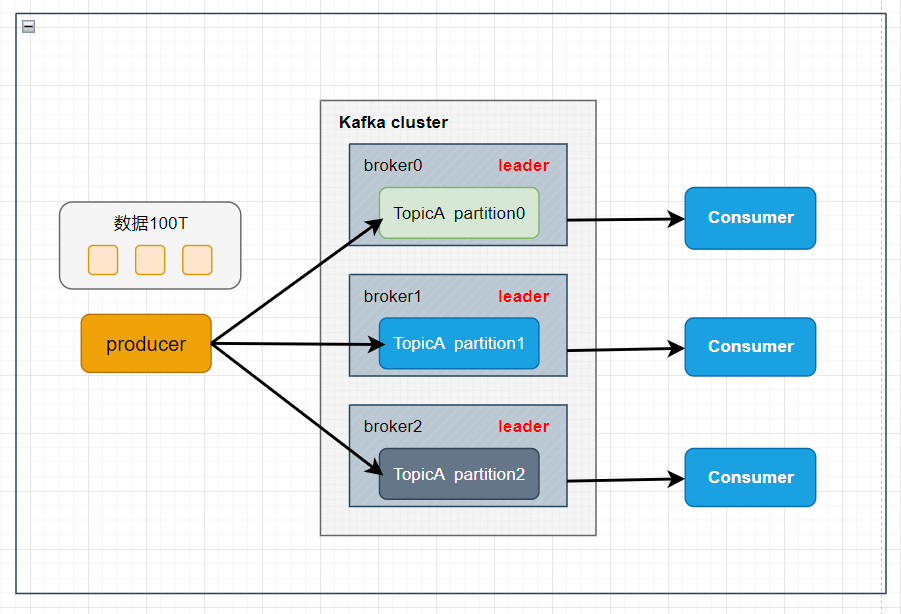 Kafka cluster
broker0 leader
TopicA partition0
数据100T
Consumer
broker1 leader
producer
TopicA partition1
Consumer
broker2 leader
TopicA partition2
Consumer